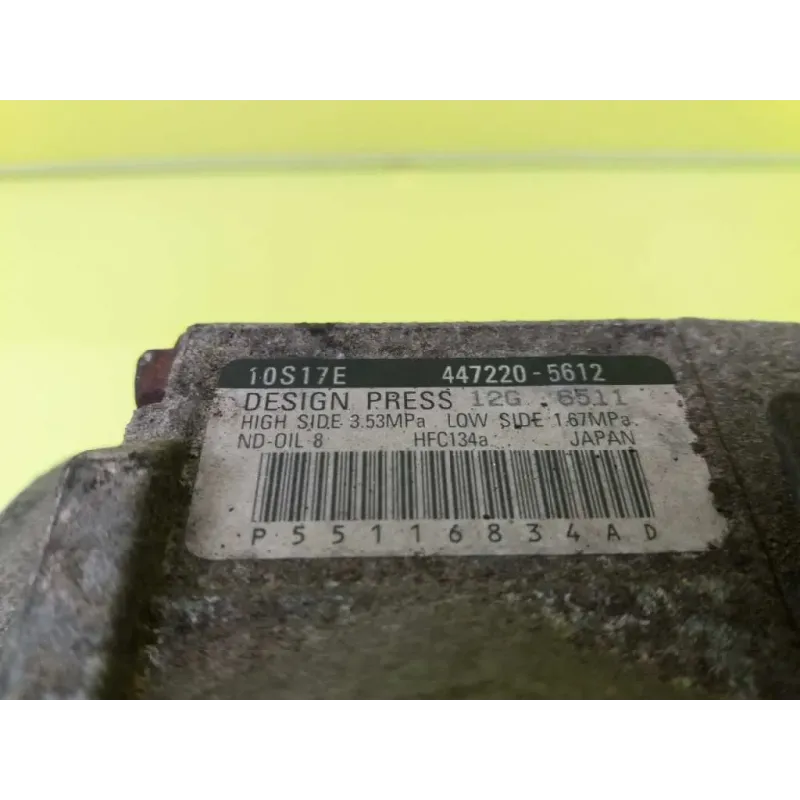 10S17E 447220-5612
DESIGN PRESS 12G 6511
HIGH SIDE 3.53MPa LOW SIDE 1.67MPa
ND-OIL 8 HFC134a JAPAN
P55116834AD